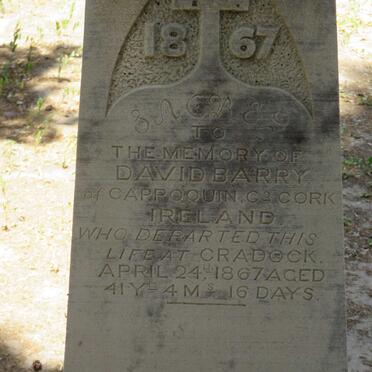 18 67
SACRED
TO
THE MEMORY OF
DAVID BARRY
of CAPPOQUIN, Co CORK
IRELAND
WHO DEPARTED THIS
LIFE AT CRADOCK.
APRIL 24th 1867 AGED
41 Yrs 4 Ms 16 DAYS.